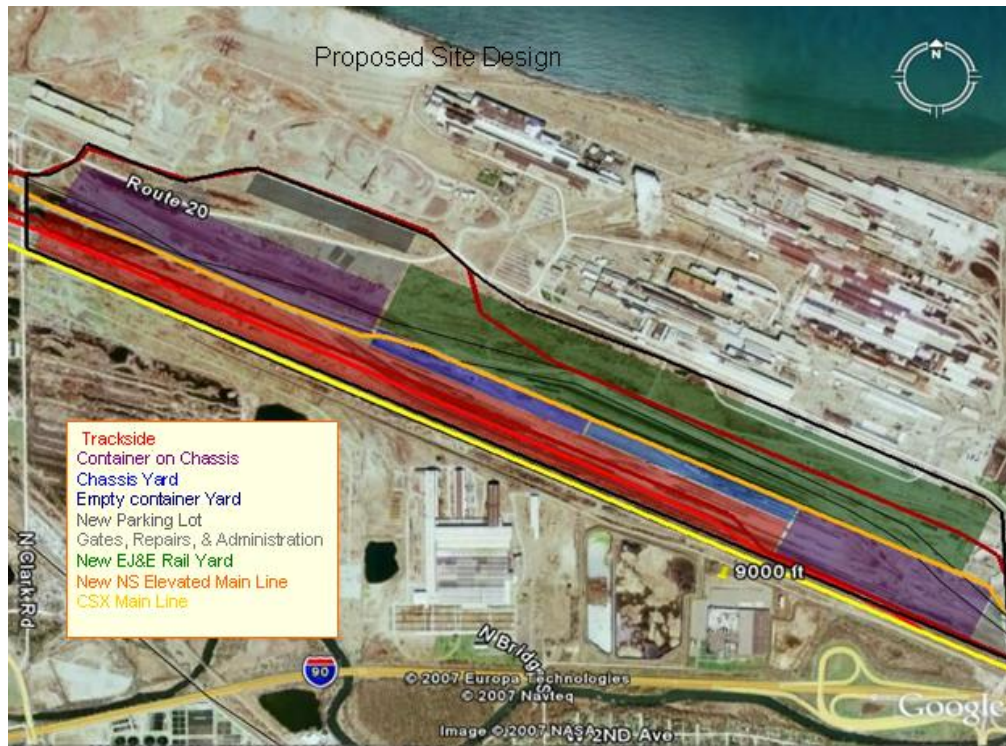 Proposed Site Design
N
Route 20
Trackside
Container on Chassis
Chassis Yard
Empty container Yard
New Parking Lot
Gates, Repairs, & Administration
New EJ&E Rail Yard
New NS Elevated Main Line
CSX Main Line
N Clark Rd
9000 ft
N Bridge S
90
© 2007 Europa Technologies
© 2007 Navteq
Image © 2007 NASA
2ND Ave
Google